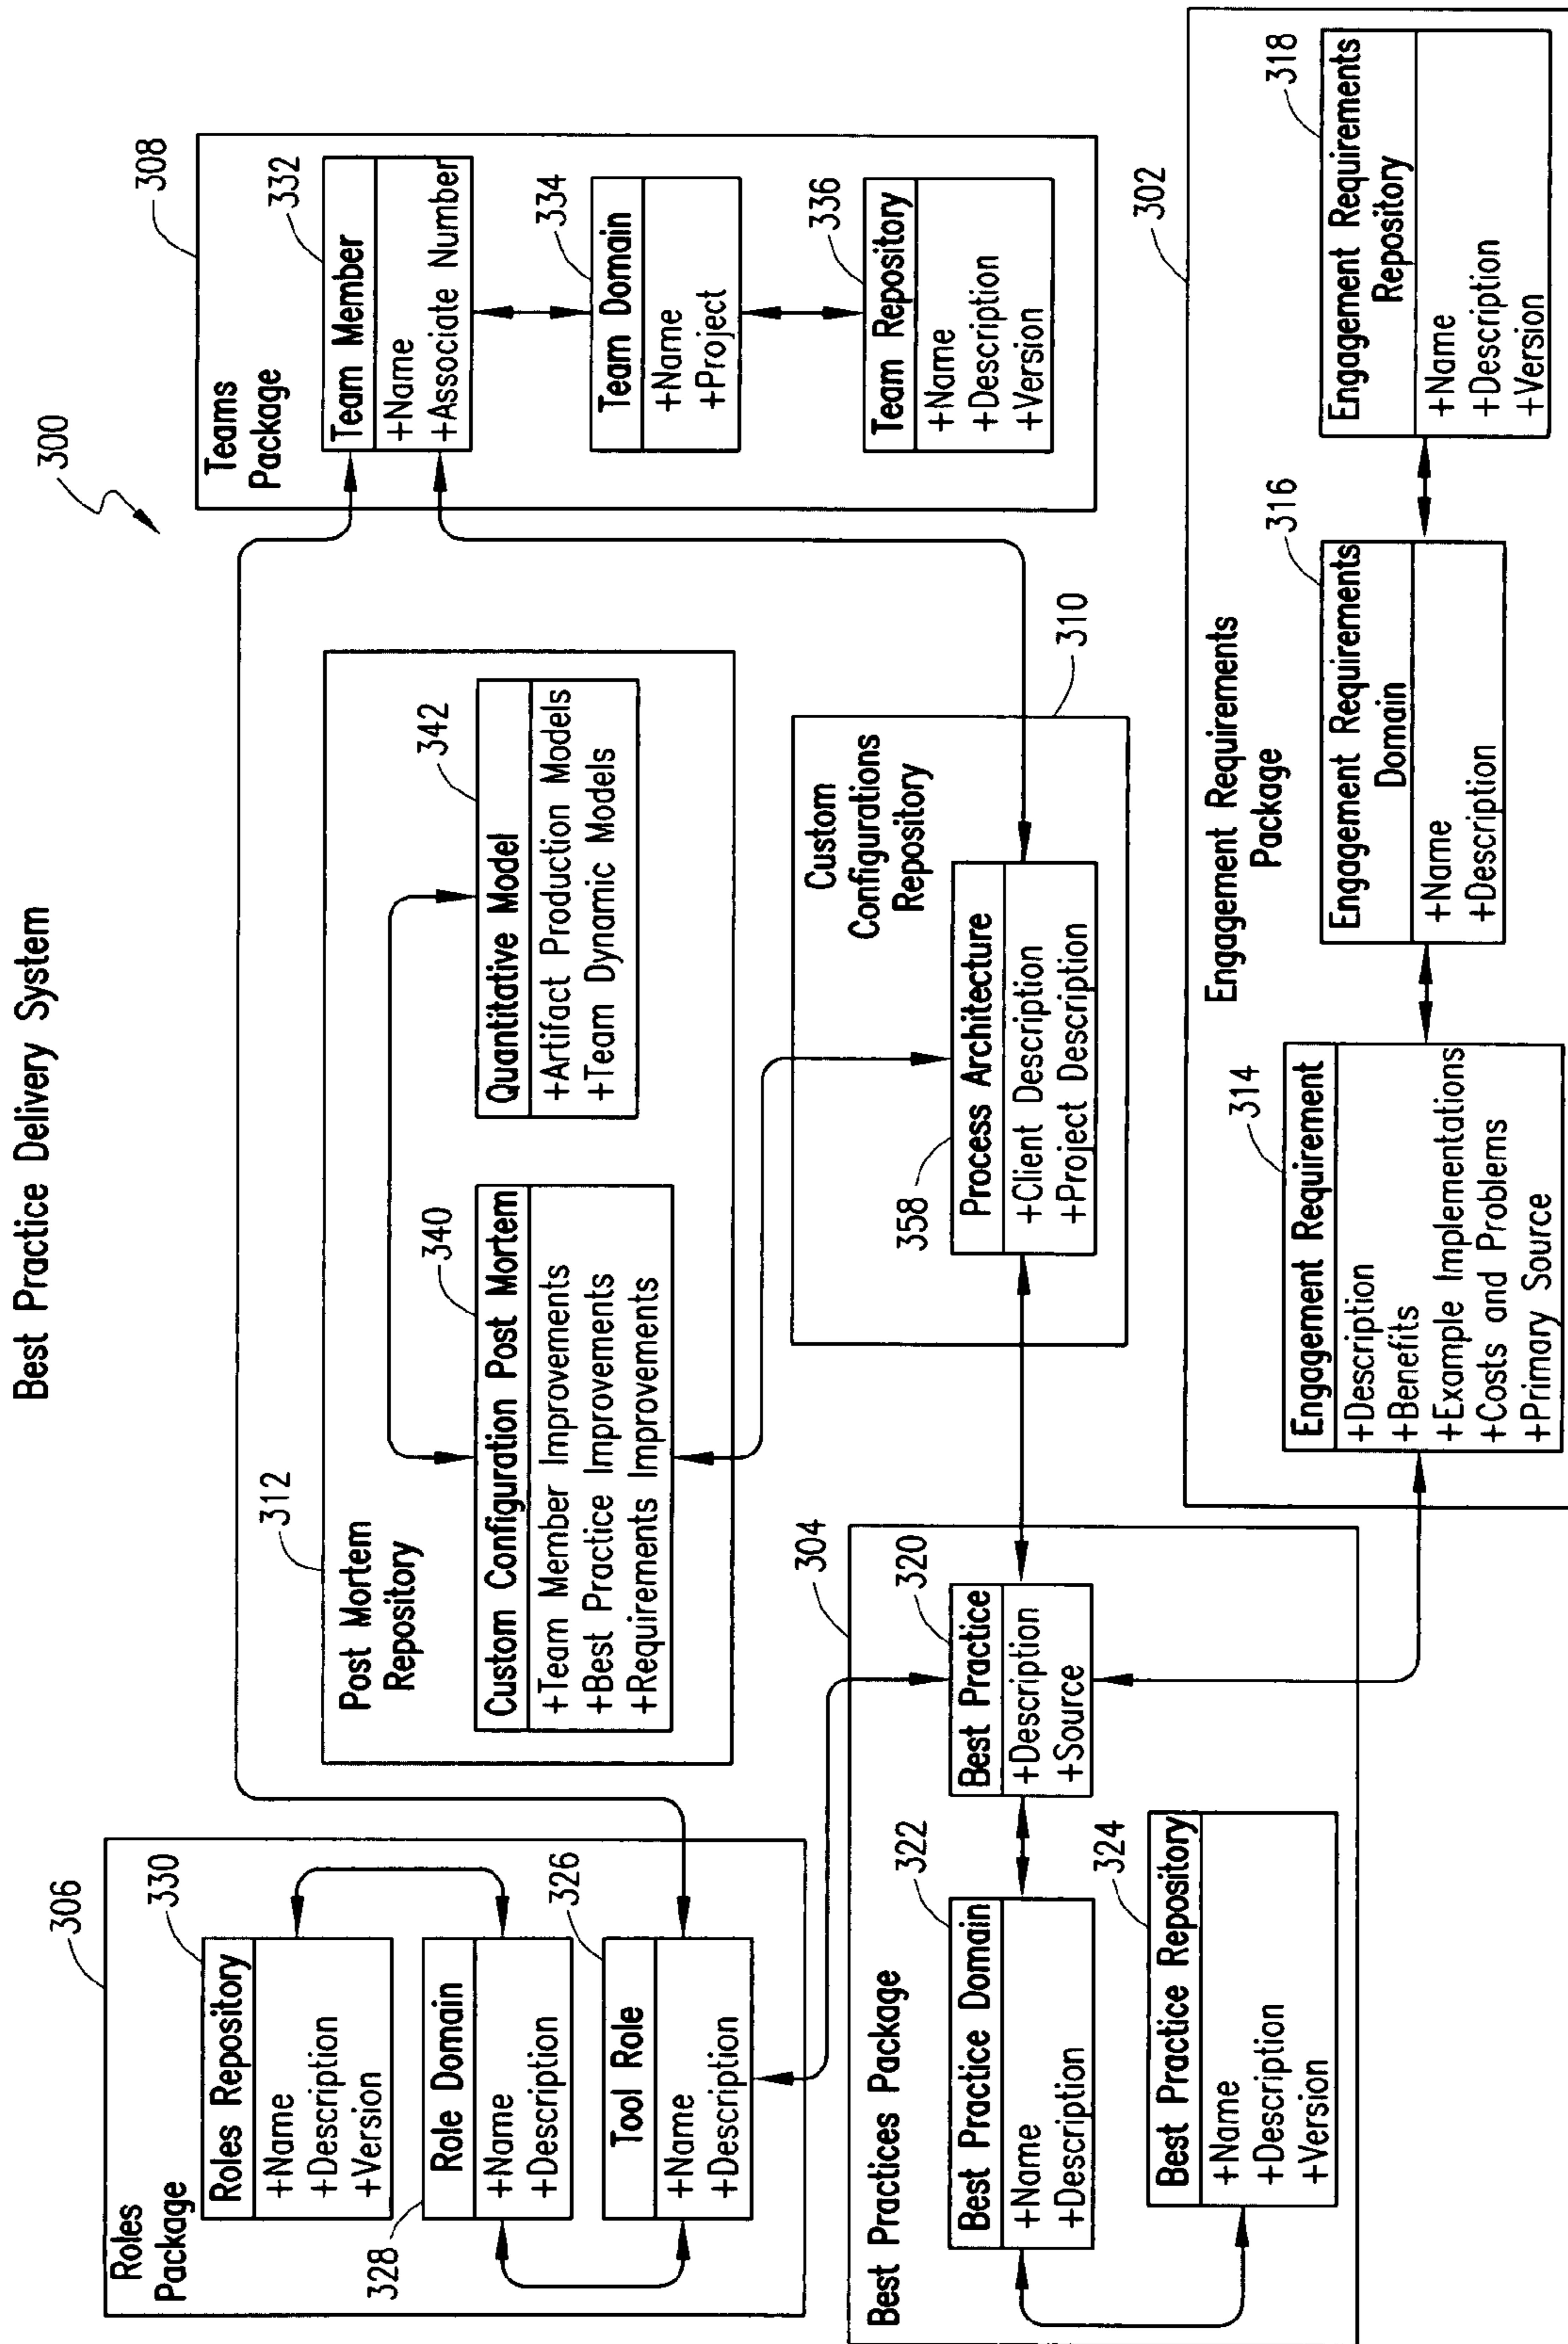 Best Practice Delivery System
300
306
Roles
Package
330
Roles Repository
+Name
+Description
+Version
328
Role Domain
+Name
+Description
326
Tool Role
+Name
+Description
312
Post Mortem
Repository
340
Custom Configuration Post Mortem
+Team Member Improvements
+Best Practice Improvements
+Requirements Improvements
342
Quantitative Model
+Artifact Production Models
+Team Dynamic Models
308
Teams
Package
332
Team Member
+Name
+Associate Number
334
Team Domain
+Name
+Project
336
Team Repository
+Name
+Description
+Version
304
Best Practices Package
322
Best Practice Domain
+Name
+Description
320
Best Practice
+Description
+Source
324
Best Practice Repository
+Name
+Description
+Version
310
Custom
Configurations
Repository
358
Process Architecture
+Client Description
+Project Description
302
Engagement Requirements
Package
314
Engagement Requirement
+Description
+Benefits
+Example Implementations
+Costs and Problems
+Primary Source
316
Engagement Requirements
Domain
+Name
+Description
318
Engagement Requirements
Repository
+Name
+Description
+Version